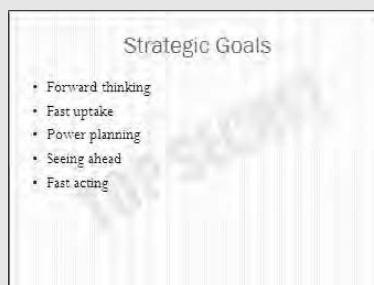 Strategic Goals
• Forward thinking
• Fast uptake
• Power planning
• Seeing ahead
• Fast acting
TOP SECRET